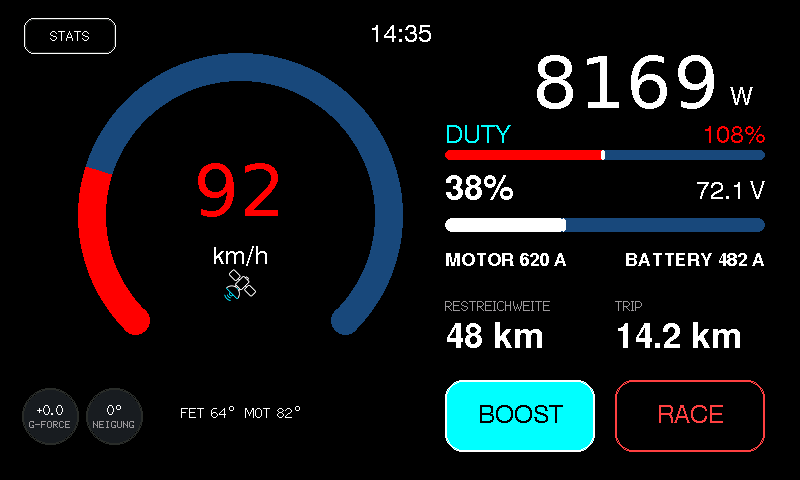 STATS
14:35
8169 W
DUTY 108%
92
38% 72.1 V
km/h
MOTOR 620 A BATTERY 482 A
RESTREICHWEITE TRIP
48 km 14.2 km
+0.0 0°
G-FORCE NEIGUNG
FET 64° MOT 82°
BOOST RACE